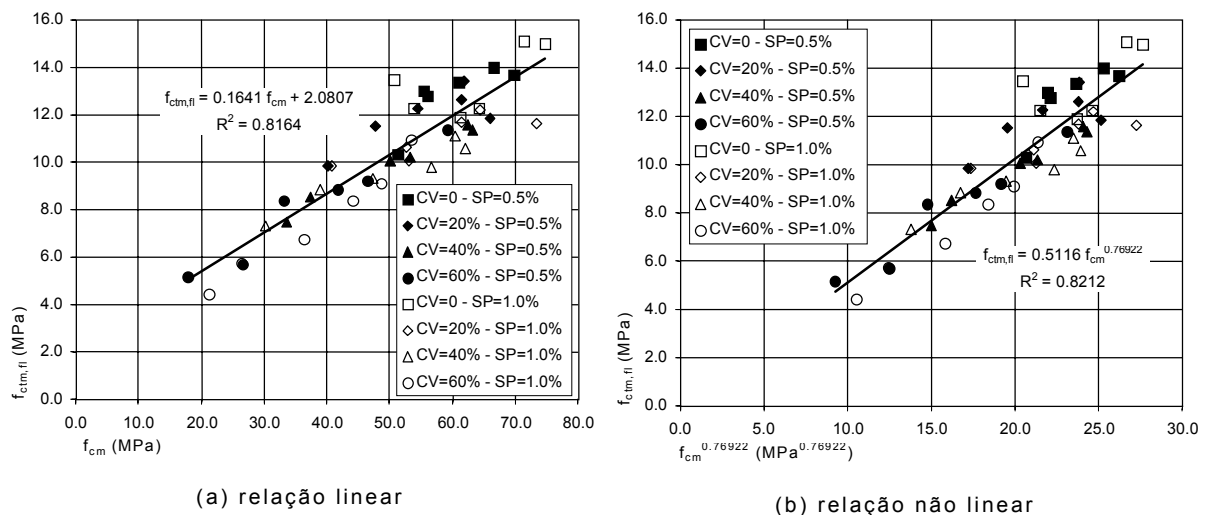 16.0
14.0
12.0
10.0
8.0
6.0
4.0
2.0
0.0
f_ctm,fl (MPa)
f_ctm,fl = 0.1641 f_cm + 2.0807
R² = 0.8164
CV=0 - SP=0.5%
CV=20% - SP=0.5%
CV=40% - SP=0.5%
CV=60% - SP=0.5%
CV=0 - SP=1.0%
CV=20% - SP=1.0%
CV=40% - SP=1.0%
CV=60% - SP=1.0%
0.0 10.0 20.0 30.0 40.0 50.0 60.0 70.0 80.0
f_cm (MPa)
(a) relação linear
16.0
14.0
12.0
10.0
8.0
6.0
4.0
2.0
0.0
f_ctm,fl (MPa)
CV=0 - SP=0.5%
CV=20% - SP=0.5%
CV=40% - SP=0.5%
CV=60% - SP=0.5%
CV=0 - SP=1.0%
CV=20% - SP=1.0%
CV=40% - SP=1.0%
CV=60% - SP=1.0%
f_ctm,fl = 0.5116 f_cm^0.76922
R² = 0.8212
0.0 5.0 10.0 15.0 20.0 25.0 30.0
f_cm^0.76922 (MPa^0.76922)
(b) relação não linear